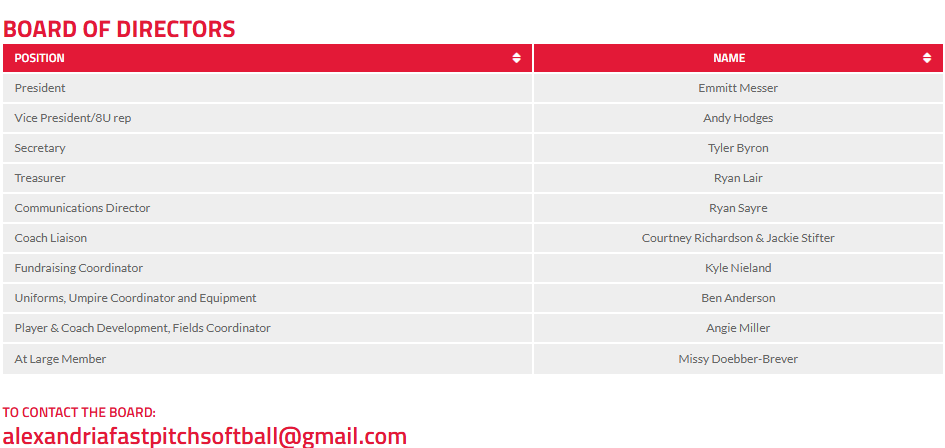 BOARD OF DIRECTORS
POSITION NAME
President Emmitt Messer
Vice President/8U rep Andy Hodges
Secretary Tyler Byron
Treasurer Ryan Lair
Communications Director Ryan Sayre
Coach Liaison Courtney Richardson & Jackie Stifter
Fundraising Coordinator Kyle Nieland
Uniforms, Umpire Coordinator and Equipment Ben Anderson
Player & Coach Development, Fields Coordinator Angie Miller
At Large Member Missy Doebber-Brever
TO CONTACT THE BOARD:
alexandriafastpitchsoftball@gmail.com